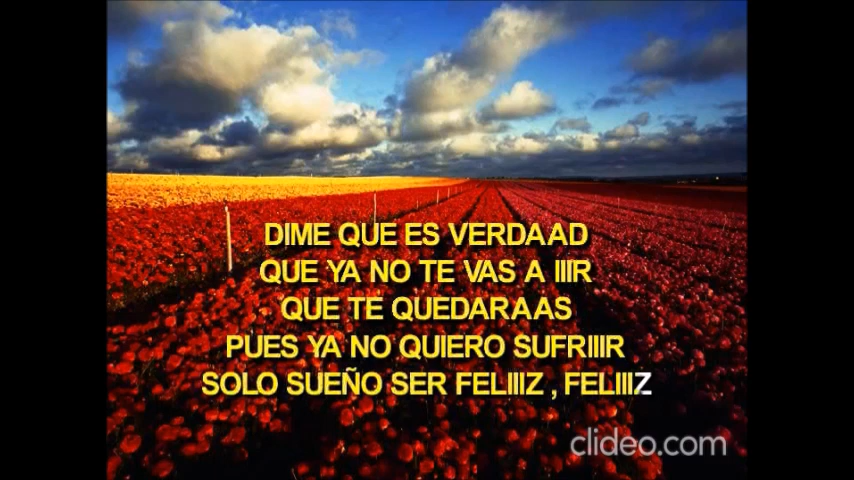 DIME QUE ES VERDAAD
QUE YA NO TE VAS A IIIR
QUE TE QUEDARAAS
PUES YA NO QUIERO SUFRIIIR
SOLO SUEÑO SER FELIIIZ , FELIIIZ
clideo.com